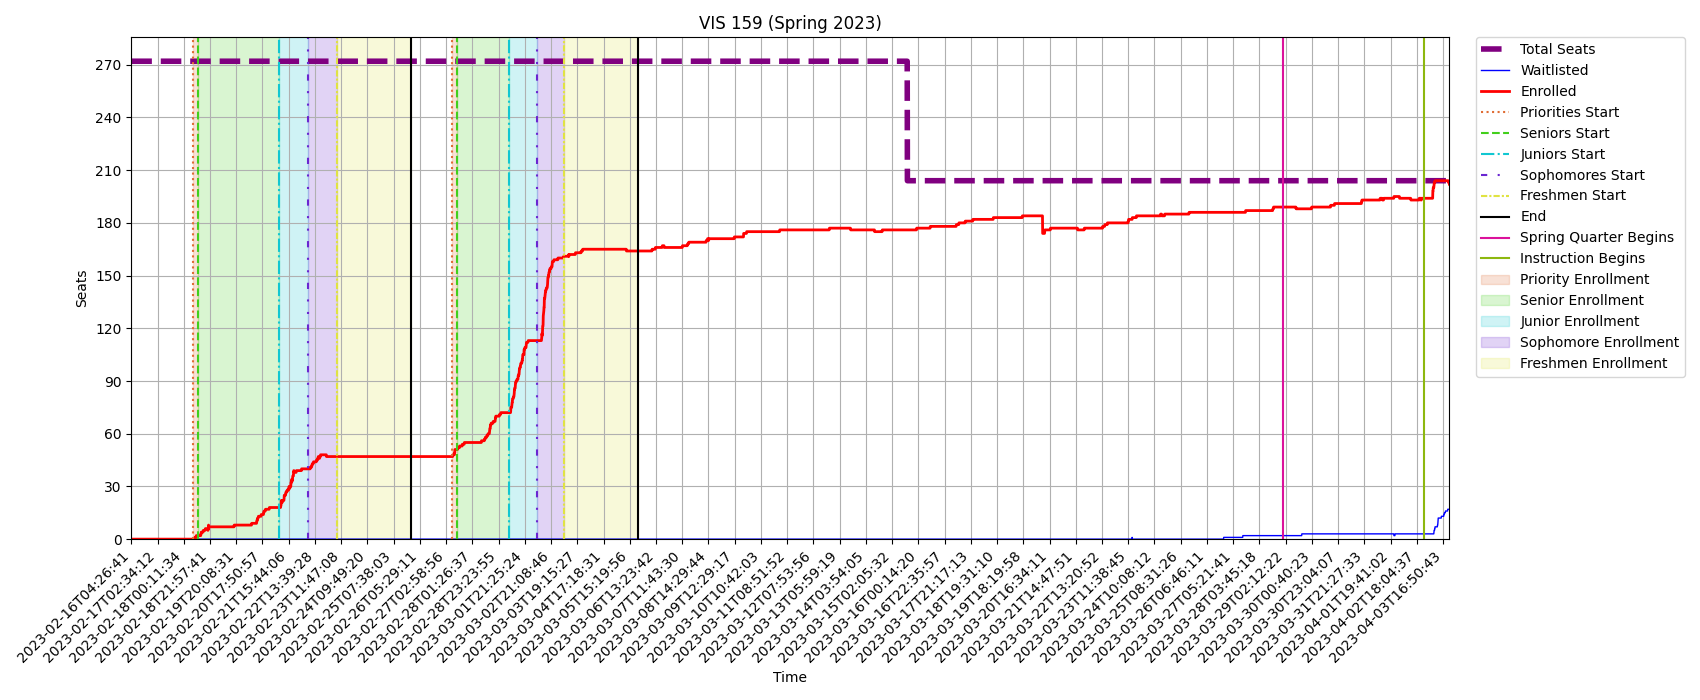 VIS 159 (Spring 2023)
Seats
270
240
210
180
150
120
90
60
30
0
2023-02-16T04:26:41
2023-02-17T02:34:12
2023-02-18T00:11:34
2023-02-18T21:57:41
2023-02-19T20:08:31
2023-02-20T17:50:57
2023-02-21T15:44:06
2023-02-22T13:39:28
2023-02-23T11:47:08
2023-02-24T09:49:20
2023-02-25T07:38:03
2023-02-26T05:29:11
2023-02-27T02:58:56
2023-02-28T01:26:37
2023-02-28T23:23:55
2023-03-01T21:25:24
2023-03-02T21:08:46
2023-03-03T19:15:27
2023-03-04T17:18:31
2023-03-05T15:19:56
2023-03-06T13:23:42
2023-03-07T11:43:30
2023-03-08T14:29:44
2023-03-09T12:29:17
2023-03-10T10:42:03
2023-03-11T08:51:52
2023-03-12T07:53:56
2023-03-13T05:59:19
2023-03-14T03:54:05
2023-03-15T02:05:32
2023-03-16T00:14:20
2023-03-16T22:35:57
2023-03-17T21:17:13
2023-03-18T19:31:10
2023-03-19T18:19:58
2023-03-20T16:34:11
2023-03-21T14:47:51
2023-03-22T13:20:52
2023-03-23T11:38:45
2023-03-24T10:08:12
2023-03-25T08:31:26
2023-03-26T06:46:11
2023-03-27T05:21:41
2023-03-28T03:45:18
2023-03-29T02:12:22
2023-03-30T00:40:23
2023-03-30T23:04:07
2023-03-31T21:27:33
2023-04-01T19:41:02
2023-04-02T18:04:37
2023-04-03T16:50:43
Time
Total Seats
Waitlisted
Enrolled
Priorities Start
Seniors Start
Juniors Start
Sophomores Start
Freshmen Start
End
Spring Quarter Begins
Instruction Begins
Priority Enrollment
Senior Enrollment
Junior Enrollment
Sophomore Enrollment
Freshmen Enrollment